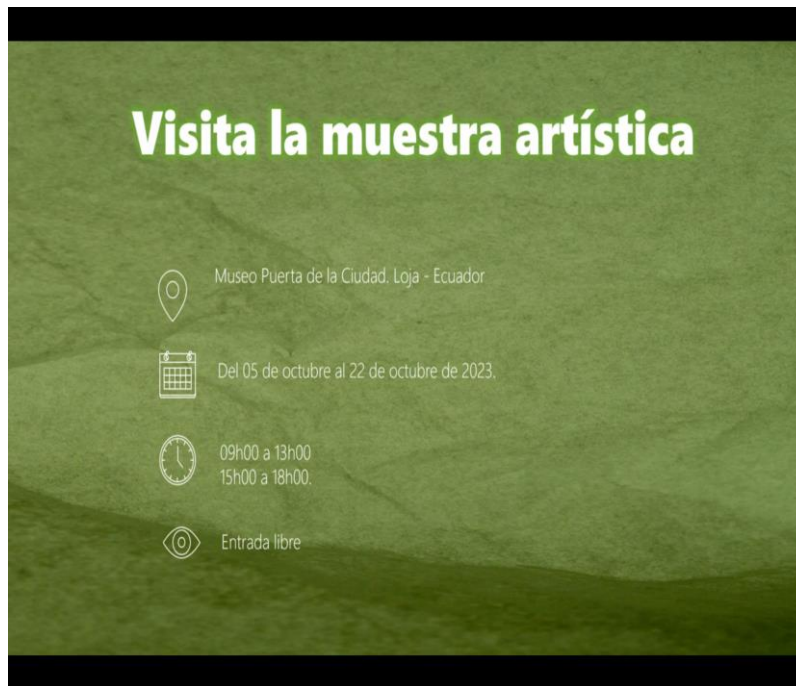 Visita la muestra artística
Museo Puerta de la Ciudad. Loja - Ecuador
Del 05 de octubre al 22 de octubre de 2023.
09h00 a 13h00
15h00 a 18h00.
Entrada libre